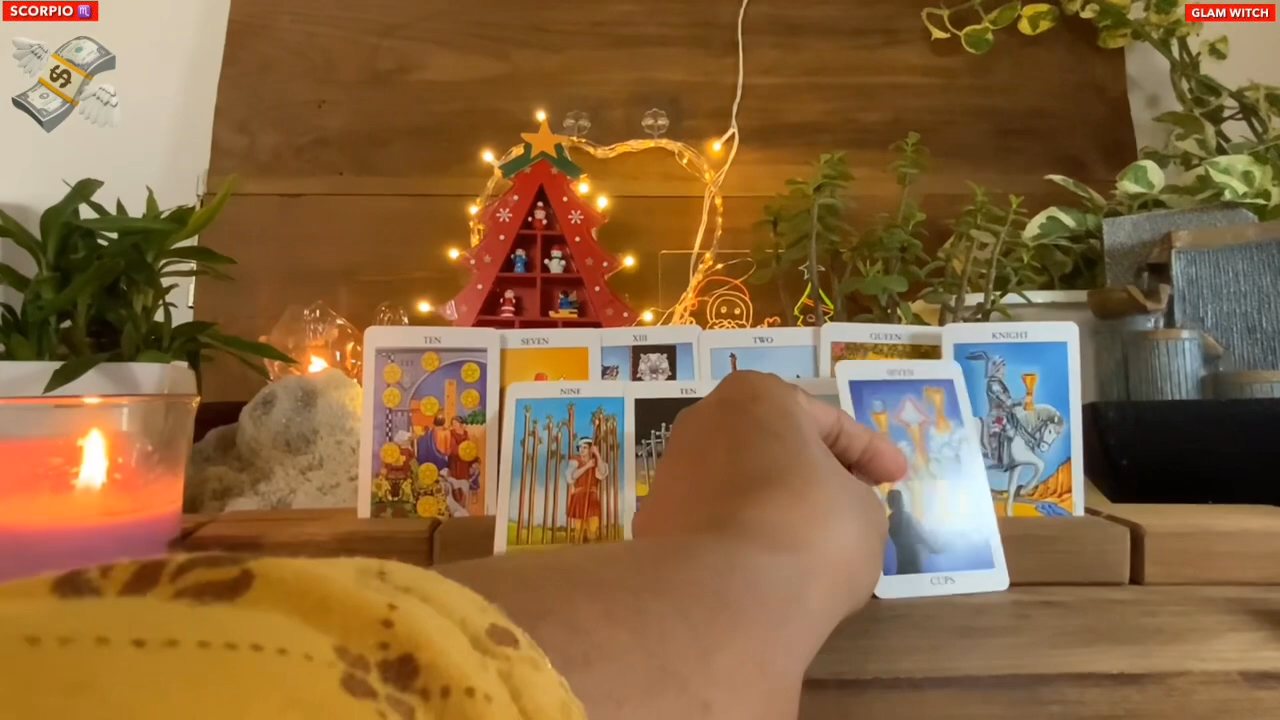 SCORPIO ♏
GLAM WITCH
$
TEN
SEVEN
XIII
TWO
QUEEN
KNIGHT
NINE
TEN
SEVEN
CUPS